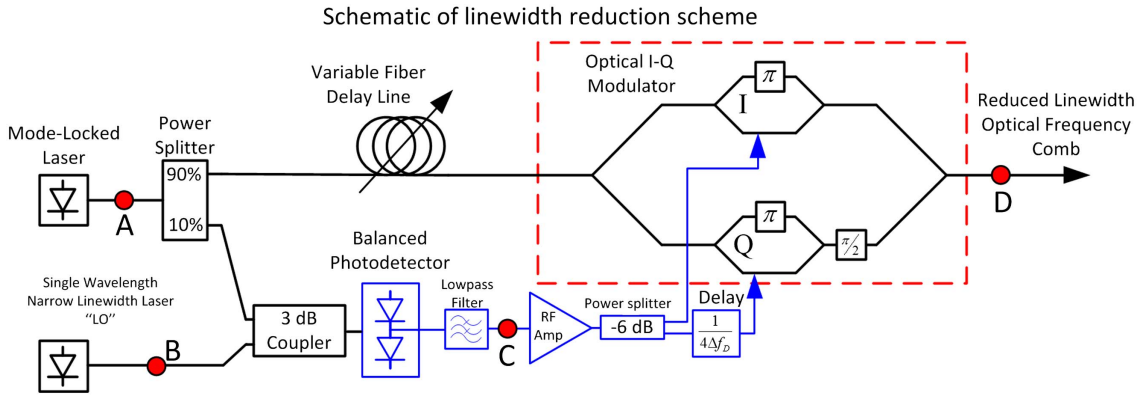 Schematic of linewidth reduction scheme
Variable Fiber
Delay Line
Optical I-Q
Modulator
π
I
Reduced Linewidth
Optical Frequency
Comb
Mode-Locked
Laser
Power
Splitter
90%
10%
A
D
π
Q
π/2
Balanced
Photodetector
Single Wavelength
Narrow Linewidth Laser
“LO”
Lowpass
Filter
Power splitter
Delay
3 dB
Coupler
RF
Amp
-6 dB
1
4Δf_D
B
C